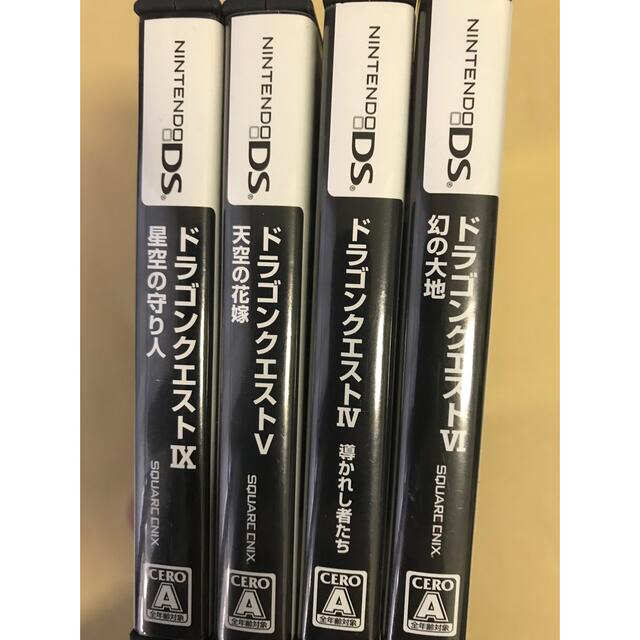 NINTENDO DS®
ドラゴンクエストIX
星空の守り人
SQUARE ENIX
CERO
A
全年齢対象
NINTENDO DS®
ドラゴンクエストV
天空の花嫁
SQUARE ENIX
CERO
A
全年齢対象
NINTENDO DS®
ドラゴンクエストIV 導かれし者たち
CERO
A
全年齢対象
NINTENDO DS®
ドラゴンクエストVI
幻の大地
SQUARE ENIX
CERO
A
全年齢対象